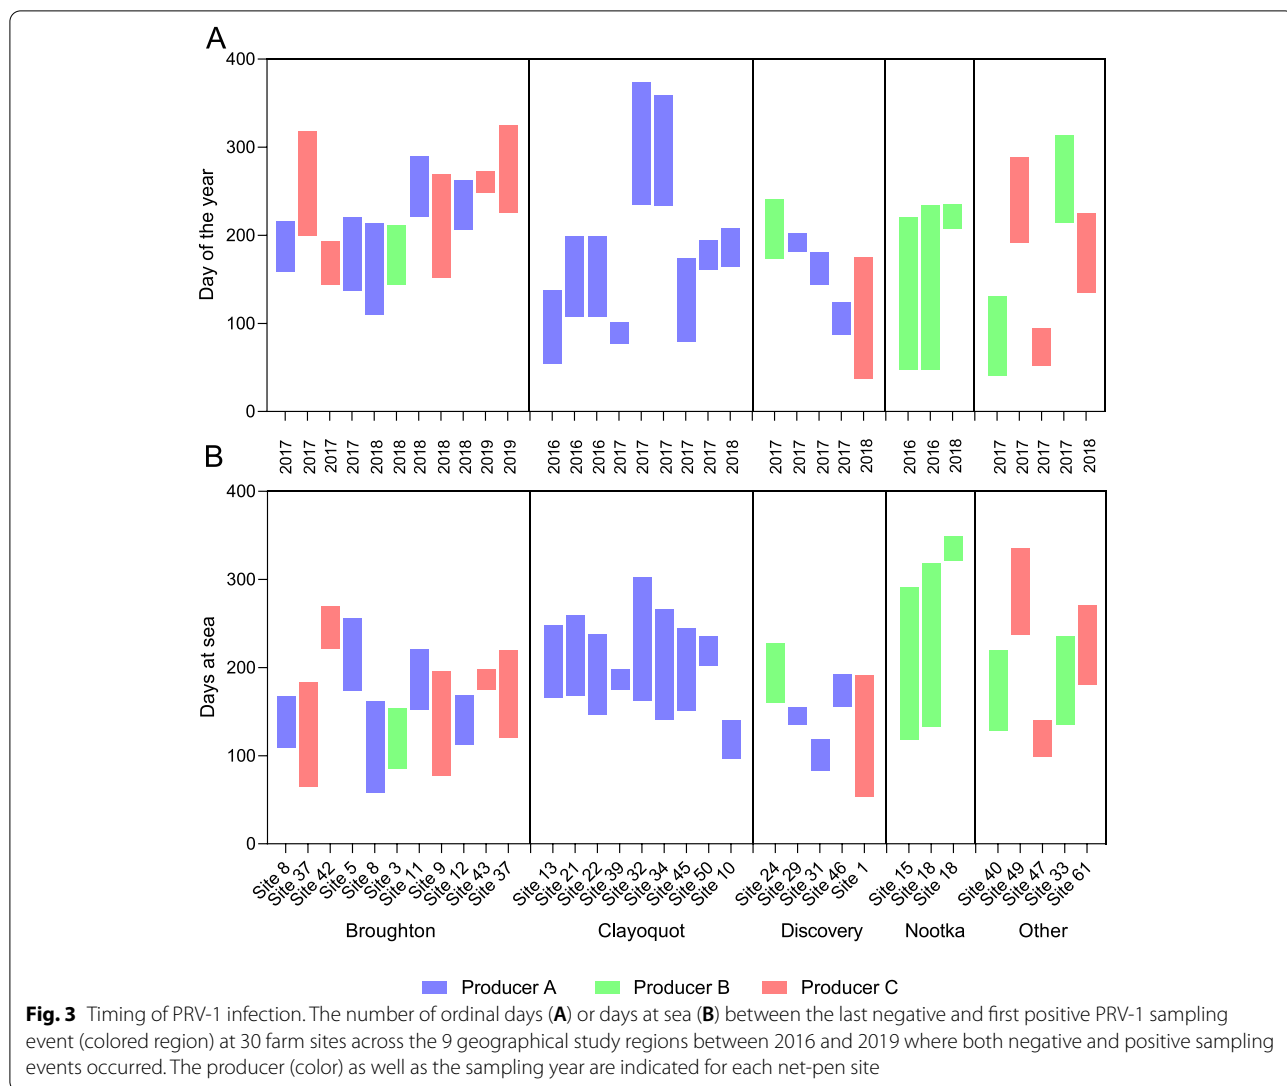 A
400
300
200
100
0
Day of the year
2017 2017 2017 2017 2018 2018 2018 2018 2018 2019 2019 2016 2016 2016 2017 2017 2017 2017 2017 2018 2017 2017 2017 2017 2018 2016 2016 2018 2017 2017 2017 2017 2018
B
400
300
200
100
0
Days at sea
Site 8 Site 37 Site 42 Site 5 Site 8 Site 3 Site 11 Site 9 Site 12 Site 43 Site 37 Site 13 Site 21 Site 22 Site 39 Site 32 Site 34 Site 45 Site 50 Site 10 Site 24 Site 29 Site 31 Site 46 Site 1 Site 15 Site 18 Site 18 Site 40 Site 49 Site 47 Site 33 Site 61
Broughton Clayoquot Discovery Nootka Other
Producer A Producer B Producer C
Fig. 3 Timing of PRV-1 infection. The number of ordinal days (A) or days at sea (B) between the last negative and first positive PRV-1 sampling
event (colored region) at 30 farm sites across the 9 geographical study regions between 2016 and 2019 where both negative and positive sampling
events occurred. The producer (color) as well as the sampling year are indicated for each net-pen site